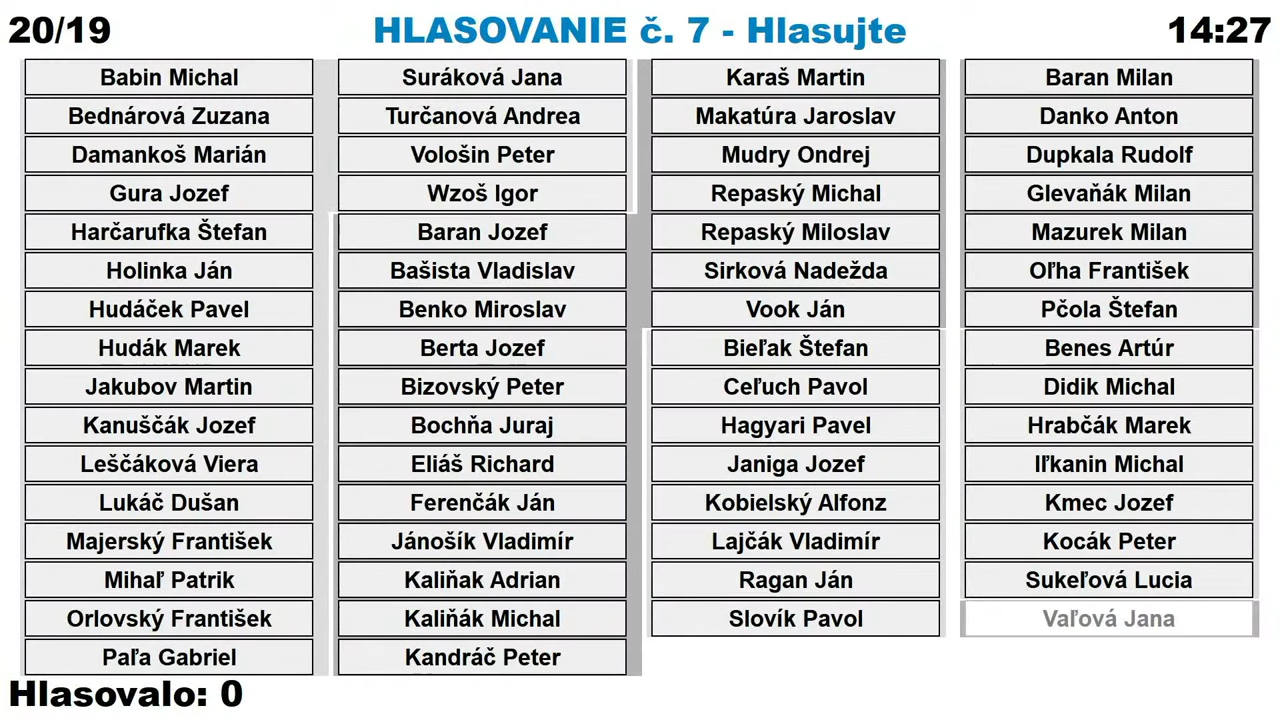 20/19
HLASOVANIE č. 7 - Hlasujte
14:27
Babin Michal
Bednárová Zuzana
Damankoš Marián
Gura Jozef
Harčarufka Štefan
Holinka Ján
Hudáček Pavel
Hudák Marek
Jakubov Martin
Kanuščák Jozef
Leščáková Viera
Lukáč Dušan
Majerský František
Mihaľ Patrik
Orlovský František
Paľa Gabriel
Suráková Jana
Turčanová Andrea
Vološin Peter
Wzoš Igor
Baran Jozef
Bašista Vladislav
Benko Miroslav
Berta Jozef
Bizovský Peter
Bochňa Juraj
Eliáš Richard
Ferenčák Ján
Jánošík Vladimír
Kaliňak Adrian
Kaliňák Michal
Kandráč Peter
Karaš Martin
Makatúra Jaroslav
Mudry Ondrej
Repaský Michal
Repaský Miloslav
Sirková Nadežda
Vook Ján
Bieľak Štefan
Ceľuch Pavol
Hagyari Pavel
Janiga Jozef
Kobielský Alfonz
Lajčák Vladimír
Ragan Ján
Slovík Pavol
Baran Milan
Danko Anton
Dupkala Rudolf
Glevaňák Milan
Mazurek Milan
Oľha František
Pčola Štefan
Benes Artúr
Didik Michal
Hrabčák Marek
Iľkanin Michal
Kmec Jozef
Kocák Peter
Sukeľová Lucia
Vaľová Jana
Hlasovalo: 0